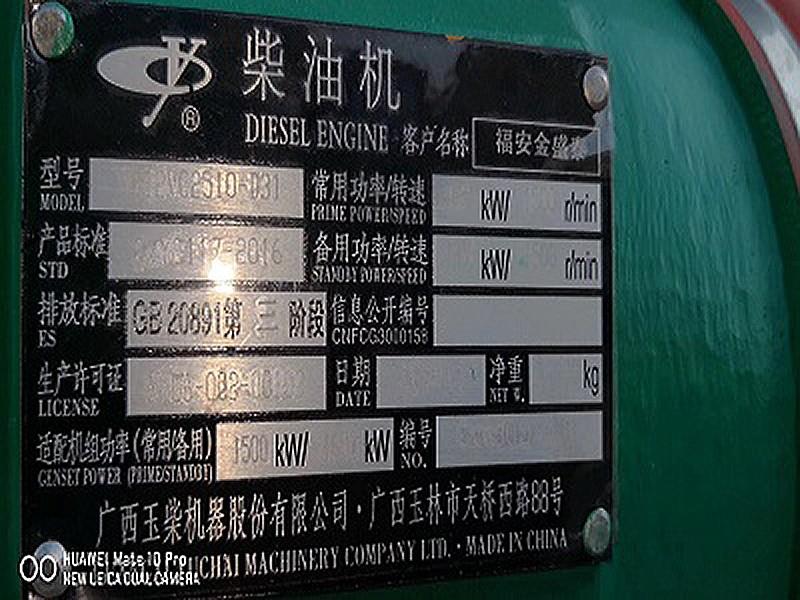 柴油机
®
DIESEL ENGINE 客户名称 福安金盛泰
型号 常用功率/转速 kW/ r/min
MODEL PRIME POWER/SPEED
产品标准 备用功率/转速 kW/ r/min
STD STANDBY POWER/SPEED
排放标准 GB 20891第 三 阶段 信息公开编号
ES CNFCG3000158
生产许可证 日期 净重 kg
LICENSE DATE NET W.
适配机组功率(常用/备用) 1500 kW/ kW 编号
GENSET POWER (PRIME/STANDBY) NO.
广西玉柴机器股份有限公司·广西玉林市天桥西路88号
MACHINERY COMPANY LTD. · MADE IN CHINA
HUAWEI Mate 10 Pro
NEW LEICA DUAL CAMERA